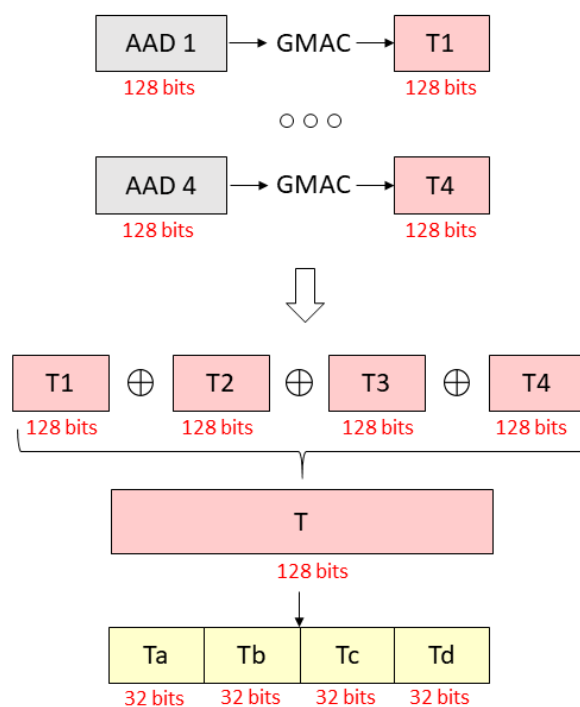 AAD 1 GMAC T1
128 bits 128 bits
AAD 4 GMAC T4
128 bits 128 bits
T1 ⊕ T2 ⊕ T3 ⊕ T4
128 bits 128 bits 128 bits 128 bits
T
128 bits
Ta Tb Tc Td
32 bits 32 bits 32 bits 32 bits